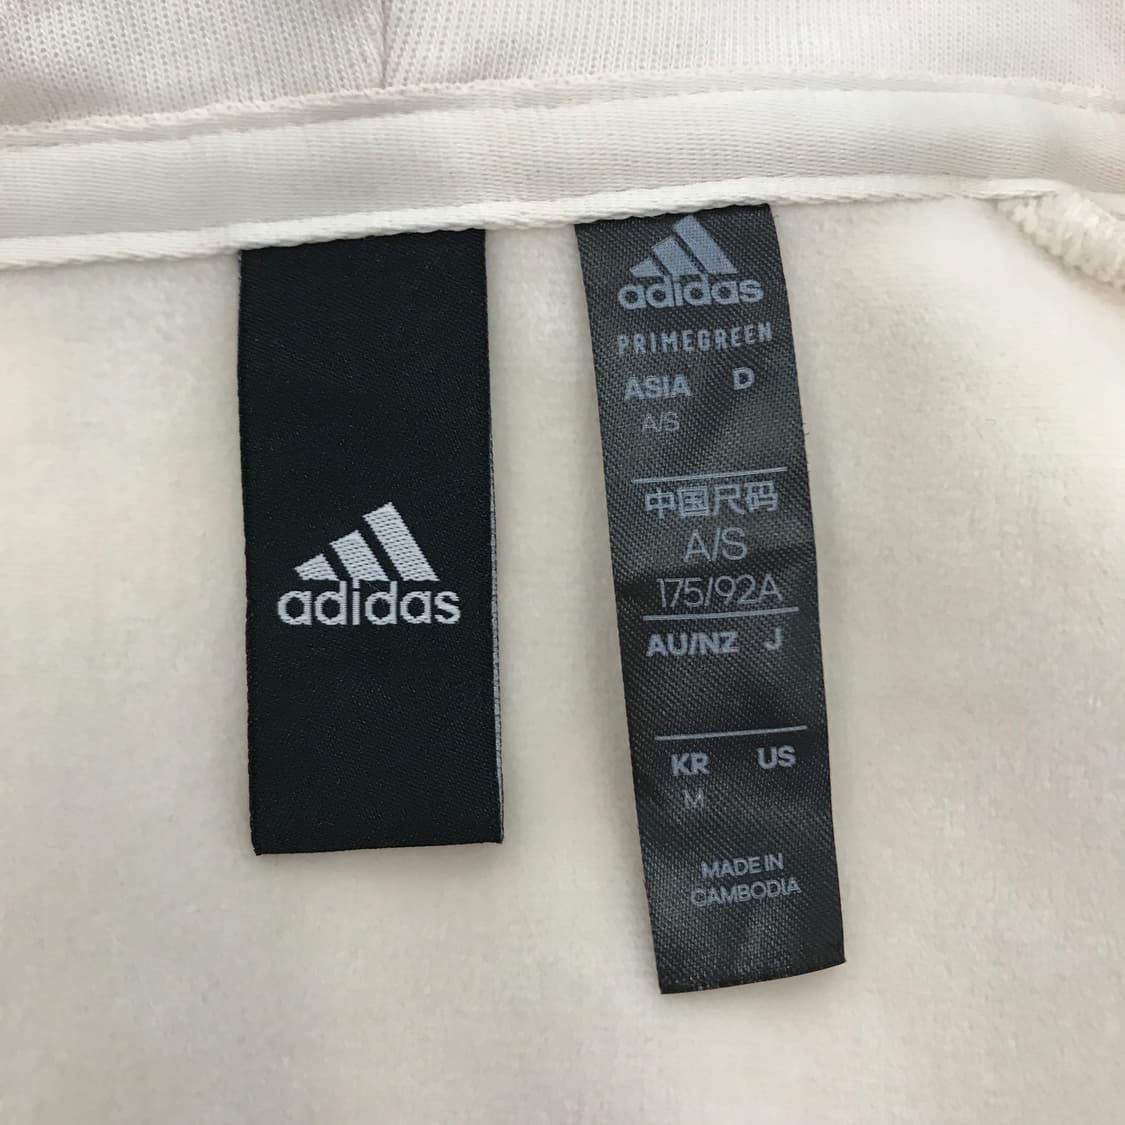 adidas
adidas
PRIMEGREEN
ASIA D
A/S
中国尺码
A/S
175/92A
AU/NZ J
KR US
M
MADE IN
CAMBODIA